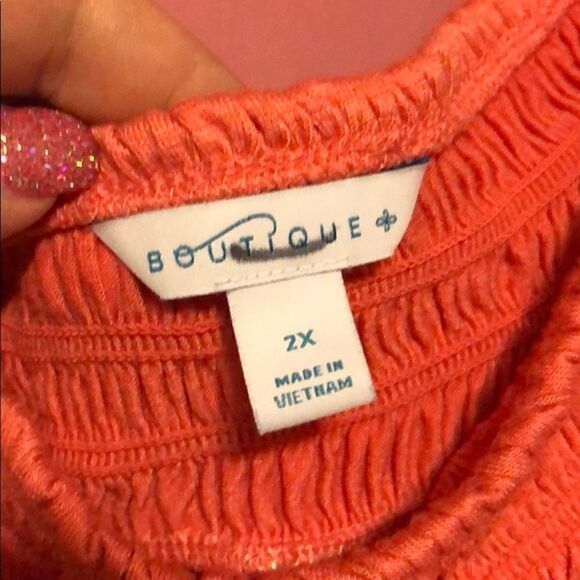 BOUTIQUE +
2X
MADE IN
VIETNAM